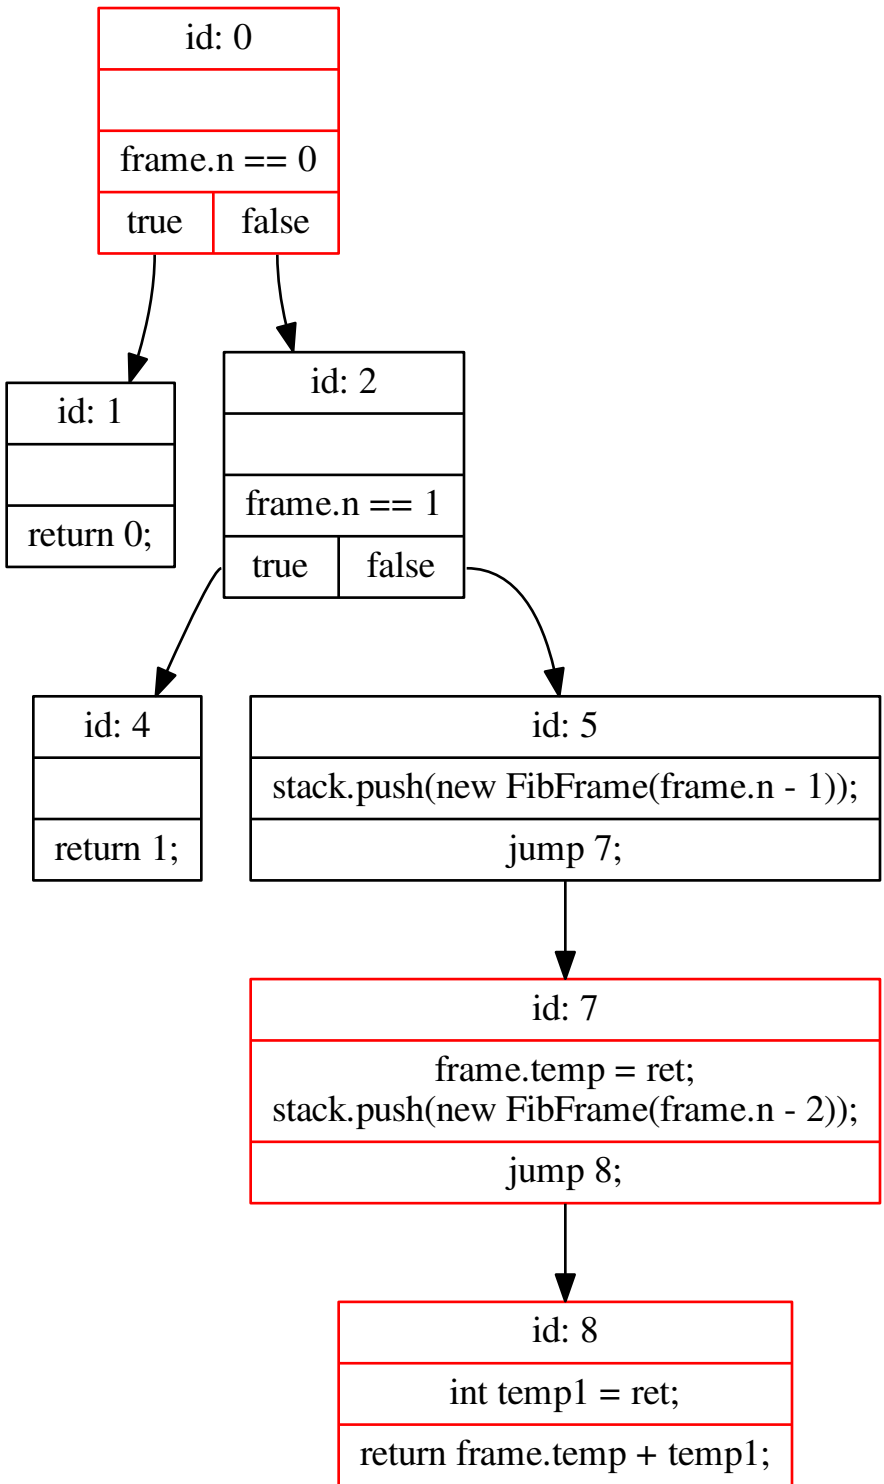 id: 0
frame.n == 0
true false
id: 1
return 0;
id: 2
frame.n == 1
true false
id: 4
return 1;
id: 5
stack.push(new FibFrame(frame.n - 1));
jump 7;
id: 7
frame.temp = ret;
stack.push(new FibFrame(frame.n - 2));
jump 8;
id: 8
int temp1 = ret;
return frame.temp + temp1;